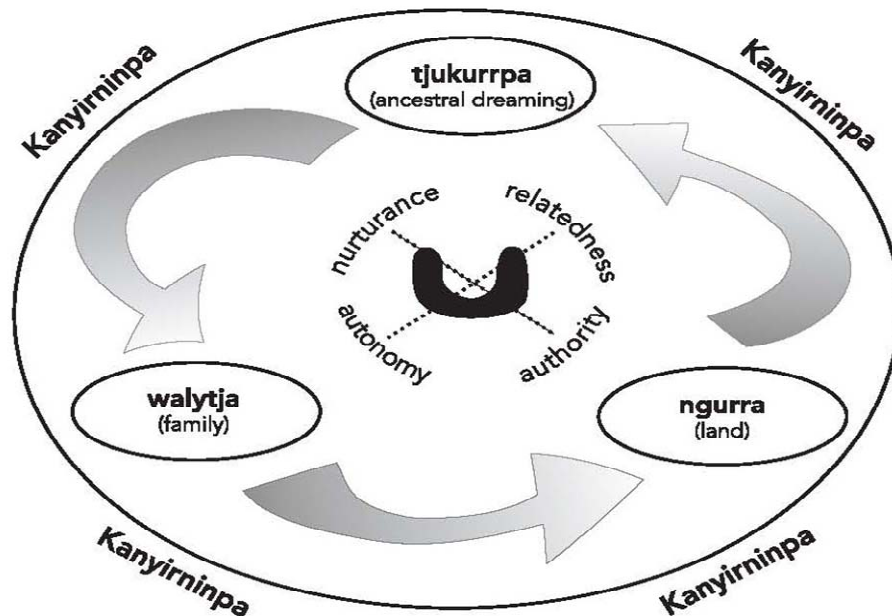 Kanyirninpa
Kanyirninpa
tjukurrpa
(ancestral dreaming)
nurturance
relatedness
autonomy
authority
walytja
(family)
ngurra
(land)
Kanyirninpa
Kanyirninpa